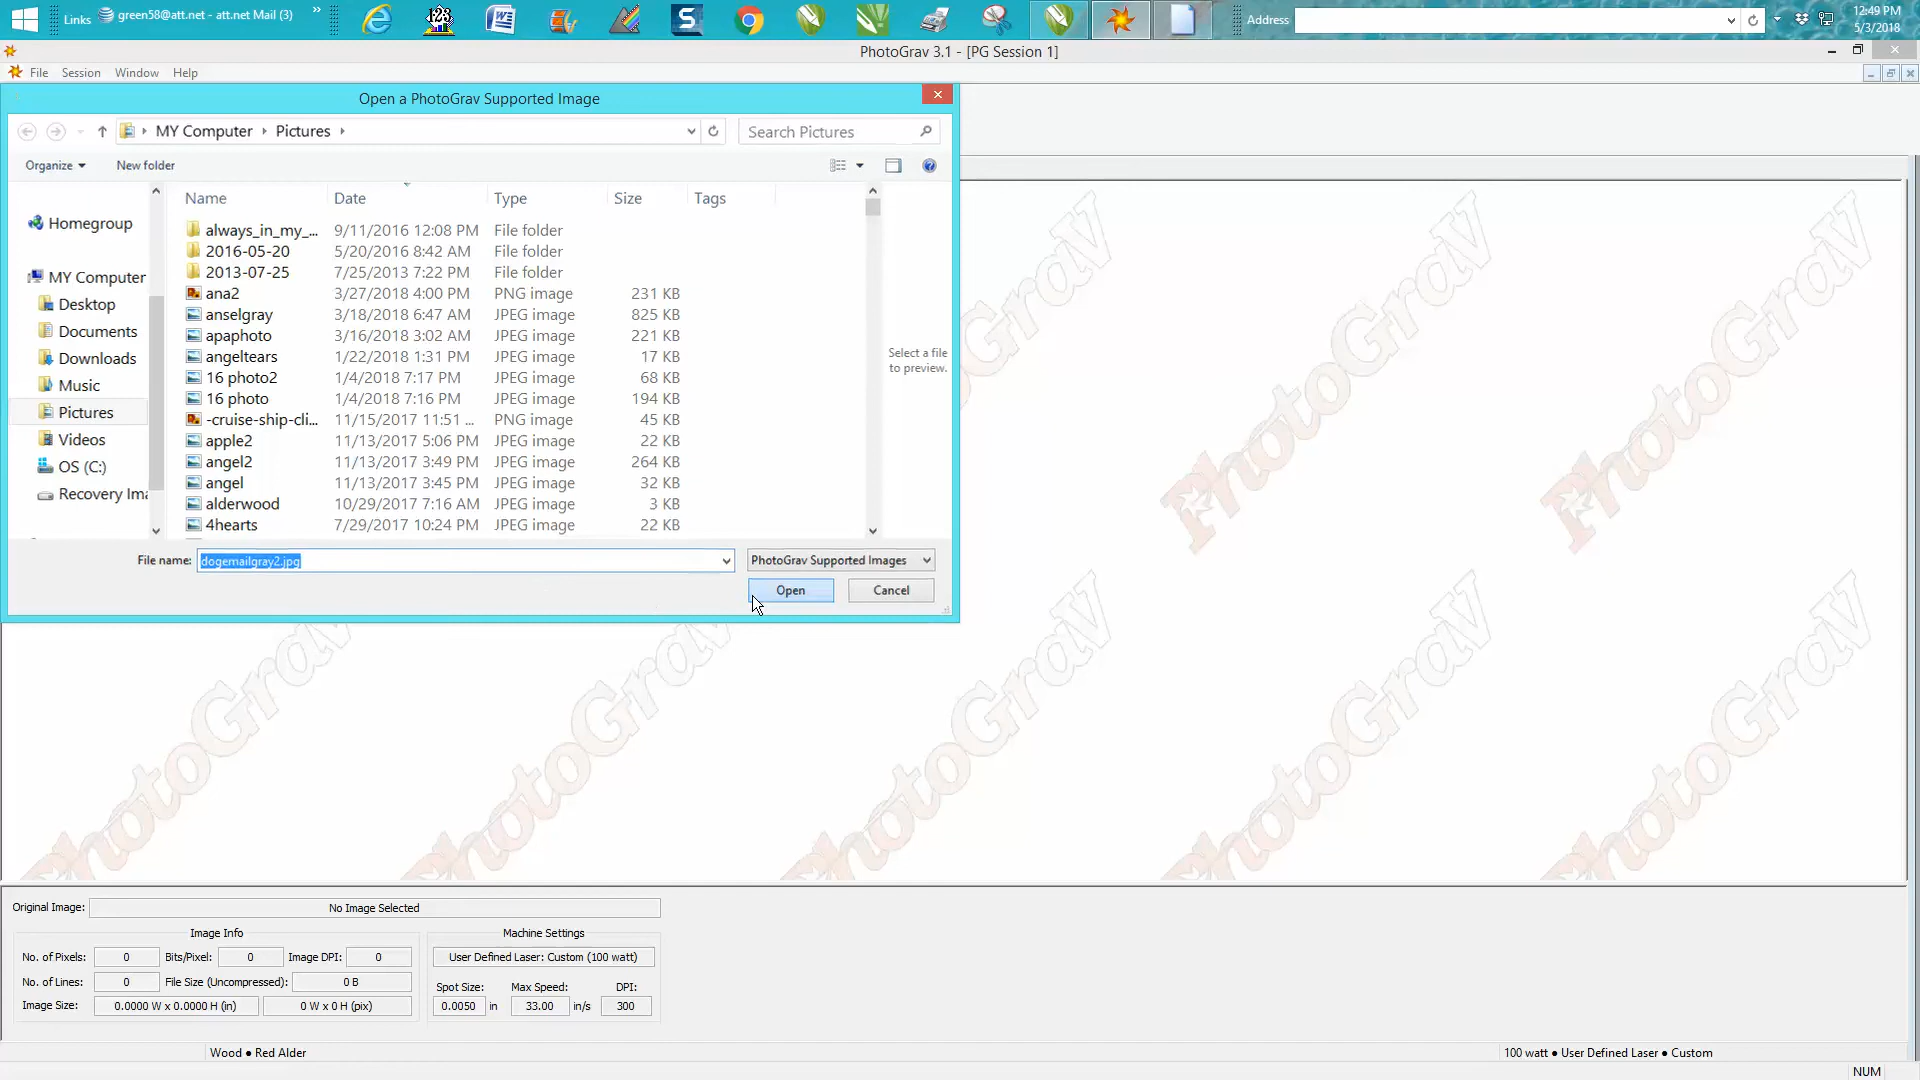 Links green58@att.net - att.net Mail (3) » 123 Address 12:49 PM
5/3/2018
PhotoGrav 3.1 - [PG Session 1]
File Session Window Help
Open a PhotoGrav Supported Image
MY Computer Pictures Search Pictures
Organize New folder
Name Date Type Size Tags
Homegroup
MY Computer
Desktop
Documents
Downloads
Music
Pictures
Videos
OS (C:)
Recovery Ima
always_in_my_... 9/11/2016 12:08 PM File folder
2016-05-20 5/20/2016 8:42 AM File folder
2013-07-25 7/25/2013 7:22 PM File folder
ana2 3/27/2018 4:00 PM PNG image 231 KB
anselgray 3/18/2018 6:47 AM JPEG image 825 KB
apaphoto 3/16/2018 3:02 AM JPEG image 221 KB
angeltears 1/22/2018 1:31 PM JPEG image 17 KB
16 photo2 1/4/2018 7:17 PM JPEG image 68 KB
16 photo 1/4/2018 7:16 PM JPEG image 194 KB
-cruise-ship-cli... 11/15/2017 11:51 ... PNG image 45 KB
apple2 11/13/2017 5:06 PM JPEG image 22 KB
angel2 11/13/2017 3:49 PM JPEG image 264 KB
angel 11/13/2017 3:45 PM JPEG image 32 KB
alderwood 10/29/2017 7:16 AM JPEG image 3 KB
4hearts 7/29/2017 10:24 PM JPEG image 22 KB
Select a file
to preview.
File name: dogemailgray2.jpg PhotoGrav Supported Images
Open Cancel
PhotoGraV PhotoGraV PhotoGraV
PhotoGraV PhotoGraV PhotoGraV PhotoGraV PhotoGraV
Original Image: No Image Selected
Image Info Machine Settings
No. of Pixels: 0 Bits/Pixel: 0 Image DPI: 0 User Defined Laser: Custom (100 watt)
No. of Lines: 0 File Size (Uncompressed): 0 B Spot Size: Max Speed: DPI:
Image Size: 0.0000 W x 0.0000 H (in) 0 W x 0 H (pix) 0.0050 in 33.00 in/s 300
Wood ● Red Alder 100 watt ● User Defined Laser ● Custom
NUM